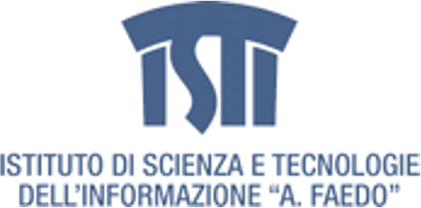 ISTI
ISTITUTO DI SCIENZA E TECNOLOGIE
DELL'INFORMAZIONE "A. FAEDO"